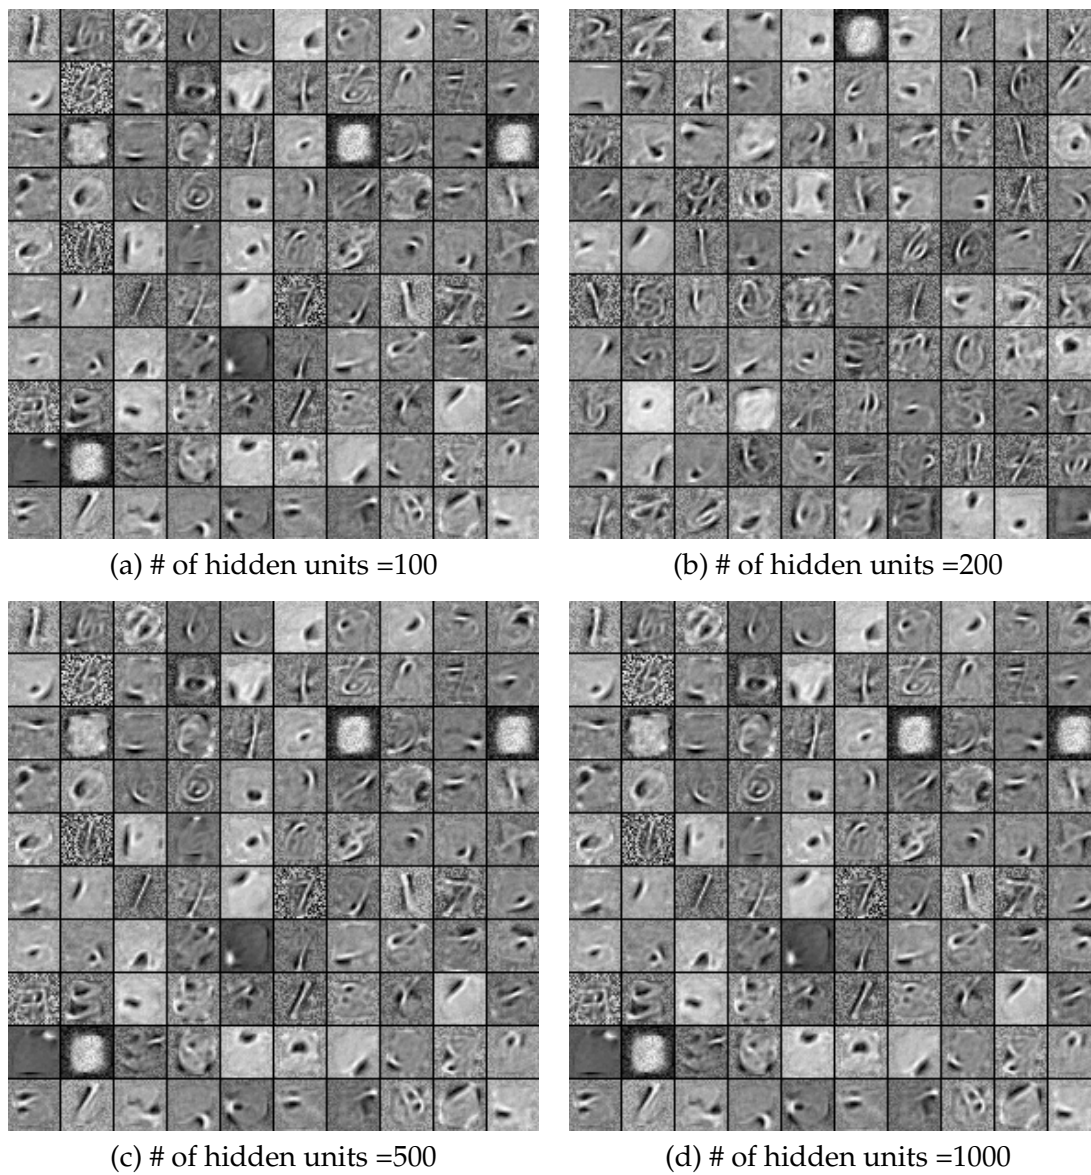 (a) # of hidden units =100
(b) # of hidden units =200
(c) # of hidden units =500
(d) # of hidden units =1000